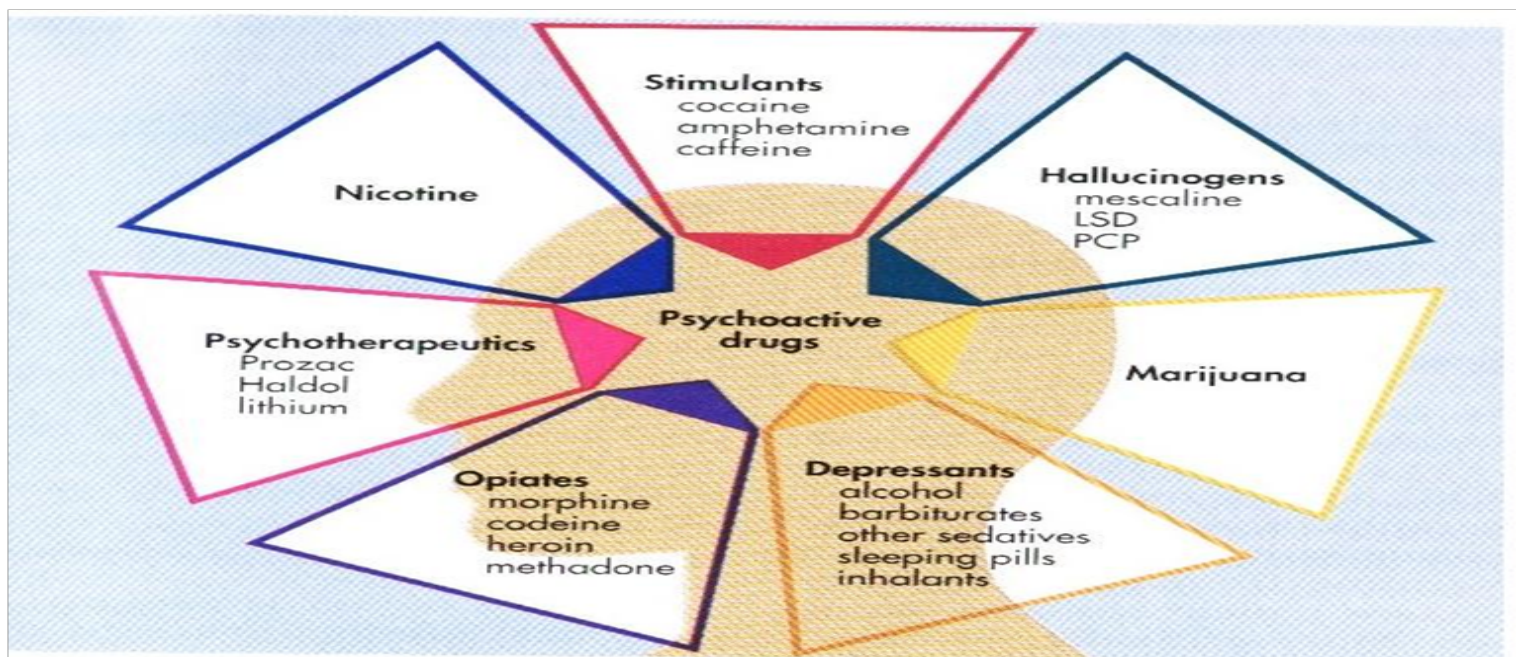 Stimulants
cocaine
amphetamine
caffeine
Nicotine
Hallucinogens
mescaline
LSD
PCP
Psychoactive
drugs
Psychotherapeutics
Prozac
Haldol
lithium
Marijuana
Opiates
morphine
codeine
heroin
methadone
Depressants
alcohol
barbiturates
other sedatives
sleeping pills
inhalants